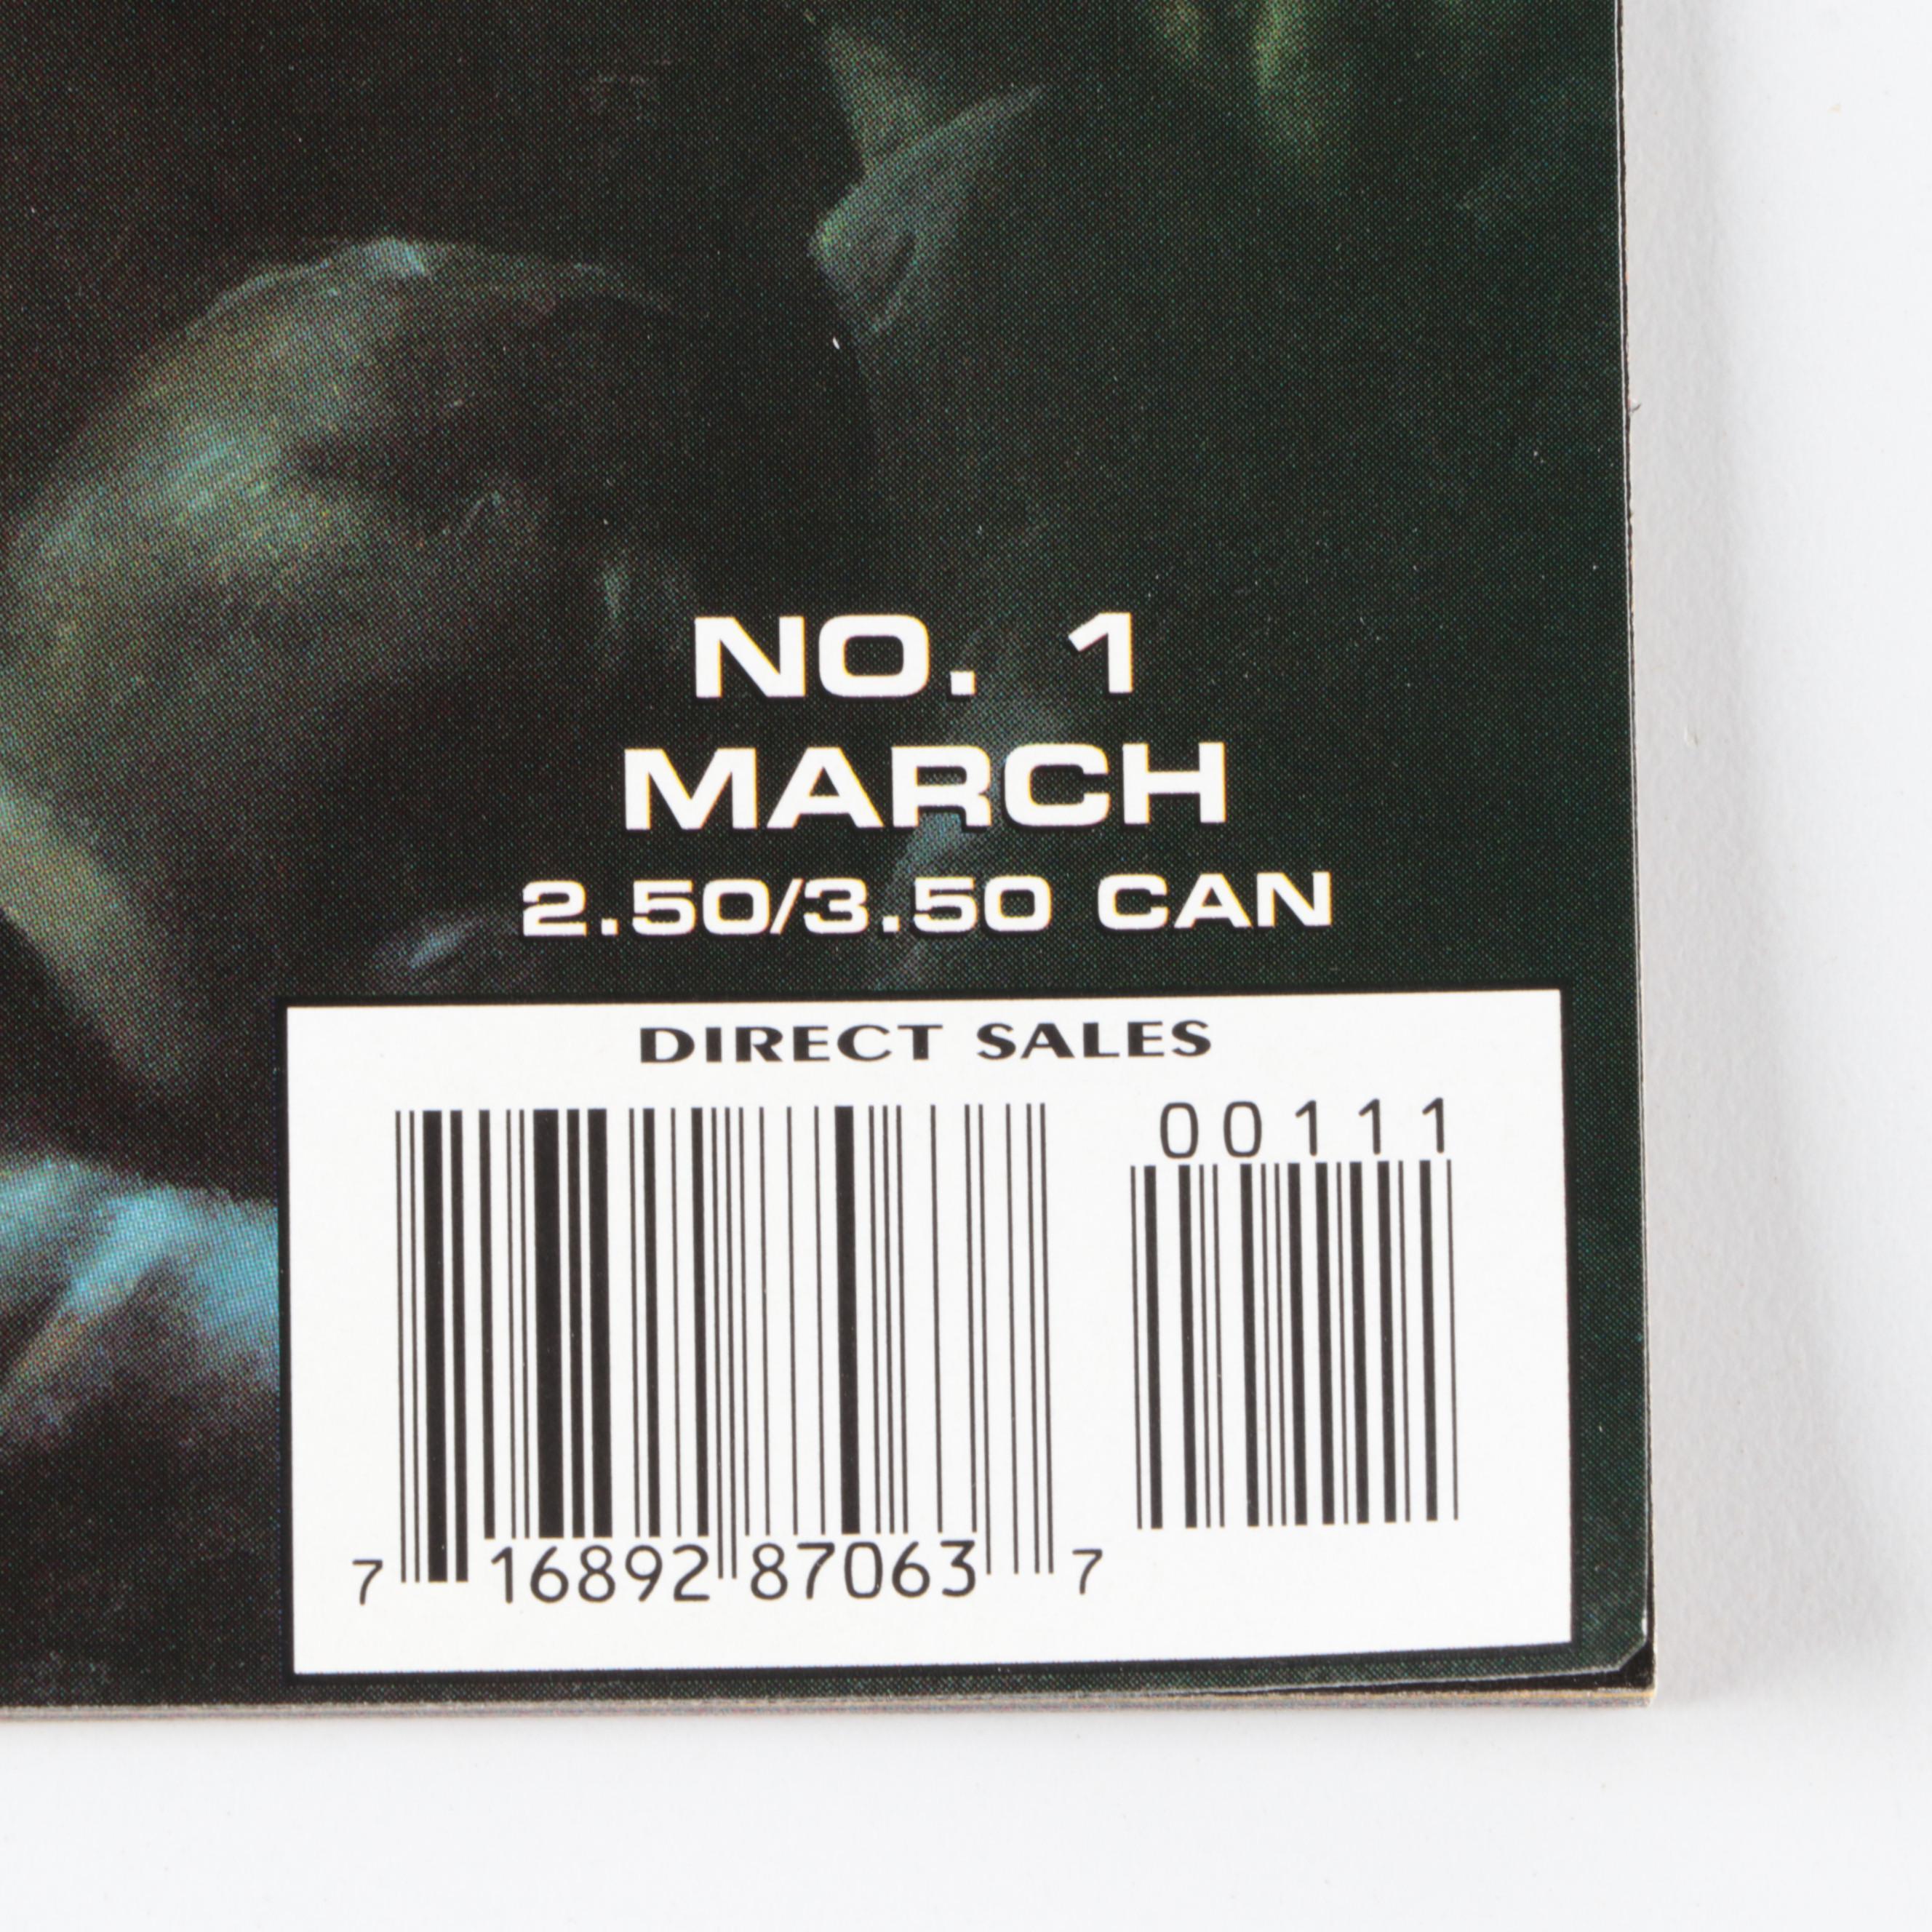 NO. 1
MARCH
2.50/3.50 CAN
DIRECT SALES
00111
7 16892 87063 7